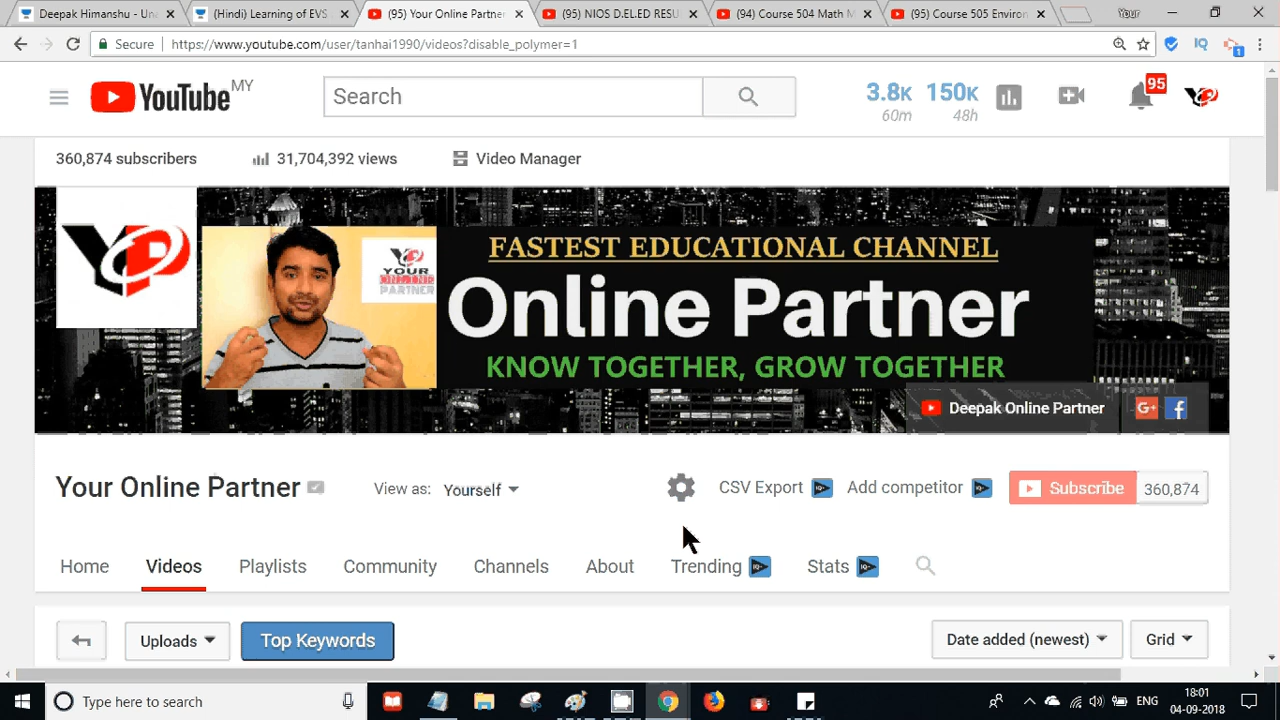 Deepak Himanshu - Una
(Hindi) Learning of EVS
(95) Your Online Partner
(95) NIOS D.EL.ED RESU
(94) Course 504 Math M
(95) Course 505 Environ
Your
Secure
https://www.youtube.com/user/tanhai1990/videos?disable_polymer=1
IQ
1
YouTube MY
Search
3.8K
60m
150K
48h
95
360,874 subscribers
31,704,392 views
Video Manager
YOUR
ONLINE
PARTNER
FASTEST EDUCATIONAL CHANNEL
Online Partner
KNOW TOGETHER, GROW TOGETHER
Deepak Online Partner
G+
Your Online Partner
View as: Yourself
CSV Export
Add competitor
Subscribe
360,874
Home
Videos
Playlists
Community
Channels
About
Trending
Stats
Uploads
Top Keywords
Date added (newest)
Grid
Type here to search
ENG
18:01
04-09-2018